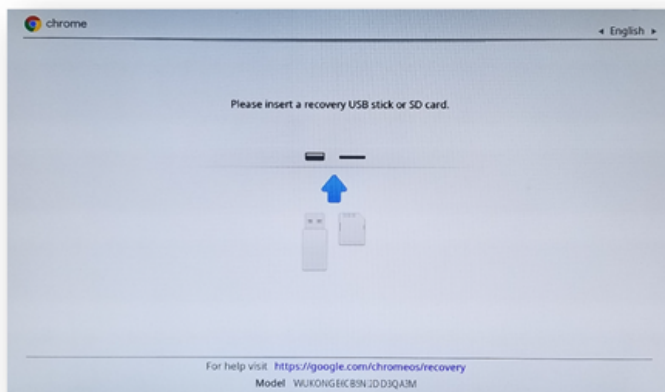 chrome
English
Please insert a recovery USB stick or SD card.
For help visit https://google.com/chromeos/recovery
Model WUKONG